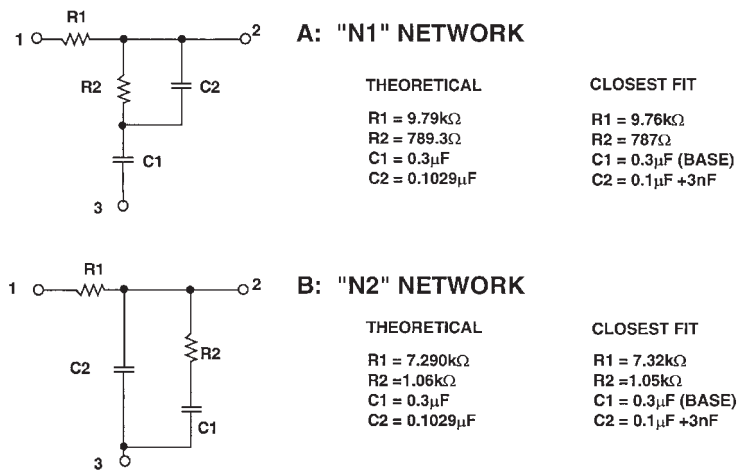 R1
1
2
R2
C2
C1
3
A: "N1" NETWORK
THEORETICAL
R1 = 9.79kΩ
R2 = 789.3Ω
C1 = 0.3μF
C2 = 0.1029μF
CLOSEST FIT
R1 = 9.76kΩ
R2 = 787Ω
C1 = 0.3μF (BASE)
C2 = 0.1μF +3nF
R1
1
2
C2
R2
C1
3
B: "N2" NETWORK
THEORETICAL
R1 = 7.290kΩ
R2 =1.06kΩ
C1 = 0.3μF
C2 = 0.1029μF
CLOSEST FIT
R1 = 7.32kΩ
R2 =1.05kΩ
C1 = 0.3μF (BASE)
C2 = 0.1μF +3nF